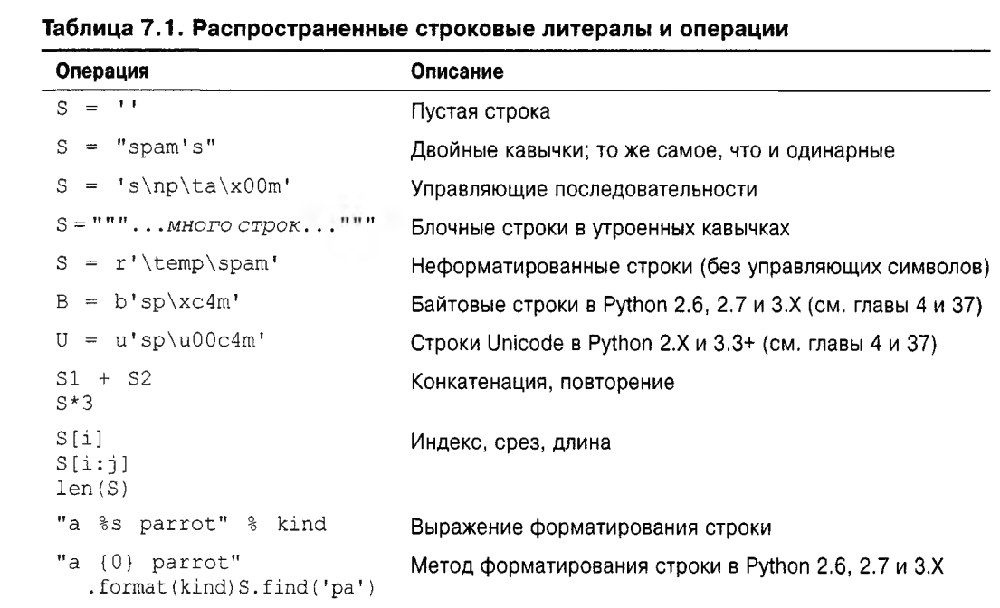 Таблица 7.1. Распространенные строковые литералы и операции
Операция Описание
S = '' Пустая строка
S = "spam's" Двойные кавычки; то же самое, что и одинарные
S = 's\np\ta\x00m' Управляющие последовательности
S = """...много строк...""" Блочные строки в утроенных кавычках
S = r'\temp\spam' Неформатированные строки (без управляющих символов)
B = b'sp\xc4m' Байтовые строки в Python 2.6, 2.7 и 3.X (см. главы 4 и 37)
U = u'sp\u00c4m' Строки Unicode в Python 2.X и 3.3+ (см. главы 4 и 37)
S1 + S2 Конкатенация, повторение
S*3
S[i] Индекс, срез, длина
S[i:j]
len(S)
"a %s parrot" % kind Выражение форматирования строки
"a {0} parrot" Метод форматирования строки в Python 2.6, 2.7 и 3.X
.format(kind)S.find('pa')